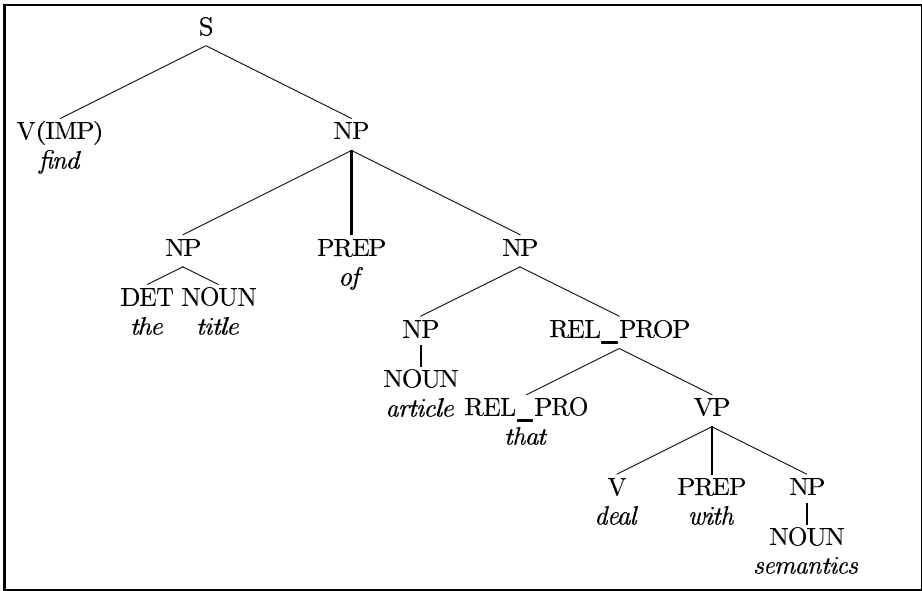 S
V(IMP) NP
find
NP PREP NP
of
DET NOUN
the title
NP REL_PROP
NOUN
article REL_PRO VP
that
V PREP NP
deal with
NOUN
semantics